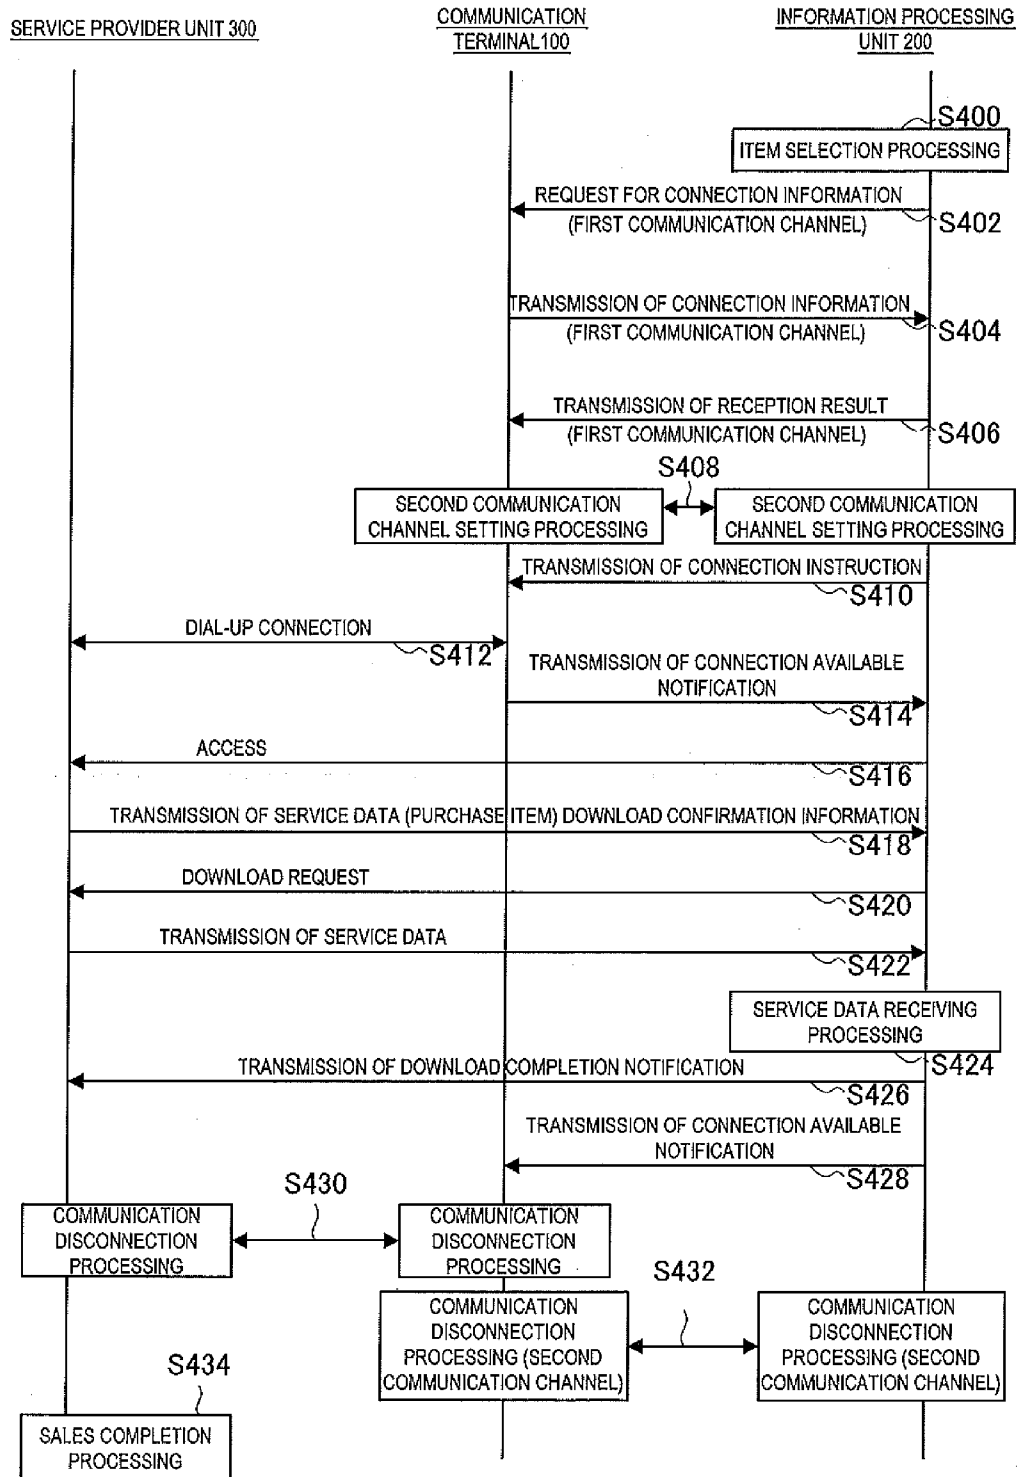 SERVICE PROVIDER UNIT 300
COMMUNICATION
TERMINAL100
INFORMATION PROCESSING
UNIT 200
S400
ITEM SELECTION PROCESSING
REQUEST FOR CONNECTION INFORMATION
(FIRST COMMUNICATION CHANNEL)
S402
TRANSMISSION OF CONNECTION INFORMATION
(FIRST COMMUNICATION CHANNEL)
S404
TRANSMISSION OF RECEPTION RESULT
(FIRST COMMUNICATION CHANNEL)
S406
S408
SECOND COMMUNICATION
CHANNEL SETTING PROCESSING
SECOND COMMUNICATION
CHANNEL SETTING PROCESSING
TRANSMISSION OF CONNECTION INSTRUCTION
S410
DIAL-UP CONNECTION
S412
TRANSMISSION OF CONNECTION AVAILABLE
NOTIFICATION
S414
ACCESS
S416
TRANSMISSION OF SERVICE DATA (PURCHASE ITEM) DOWNLOAD CONFIRMATION INFORMATION
S418
DOWNLOAD REQUEST
S420
TRANSMISSION OF SERVICE DATA
S422
SERVICE DATA RECEIVING
PROCESSING
S424
TRANSMISSION OF DOWNLOAD COMPLETION NOTIFICATION
S426
TRANSMISSION OF CONNECTION AVAILABLE
NOTIFICATION
S428
S430
COMMUNICATION
DISCONNECTION
PROCESSING
COMMUNICATION
DISCONNECTION
PROCESSING
S432
COMMUNICATION
DISCONNECTION
PROCESSING (SECOND
COMMUNICATION CHANNEL)
COMMUNICATION
DISCONNECTION
PROCESSING (SECOND
COMMUNICATION CHANNEL)
S434
SALES COMPLETION
PROCESSING